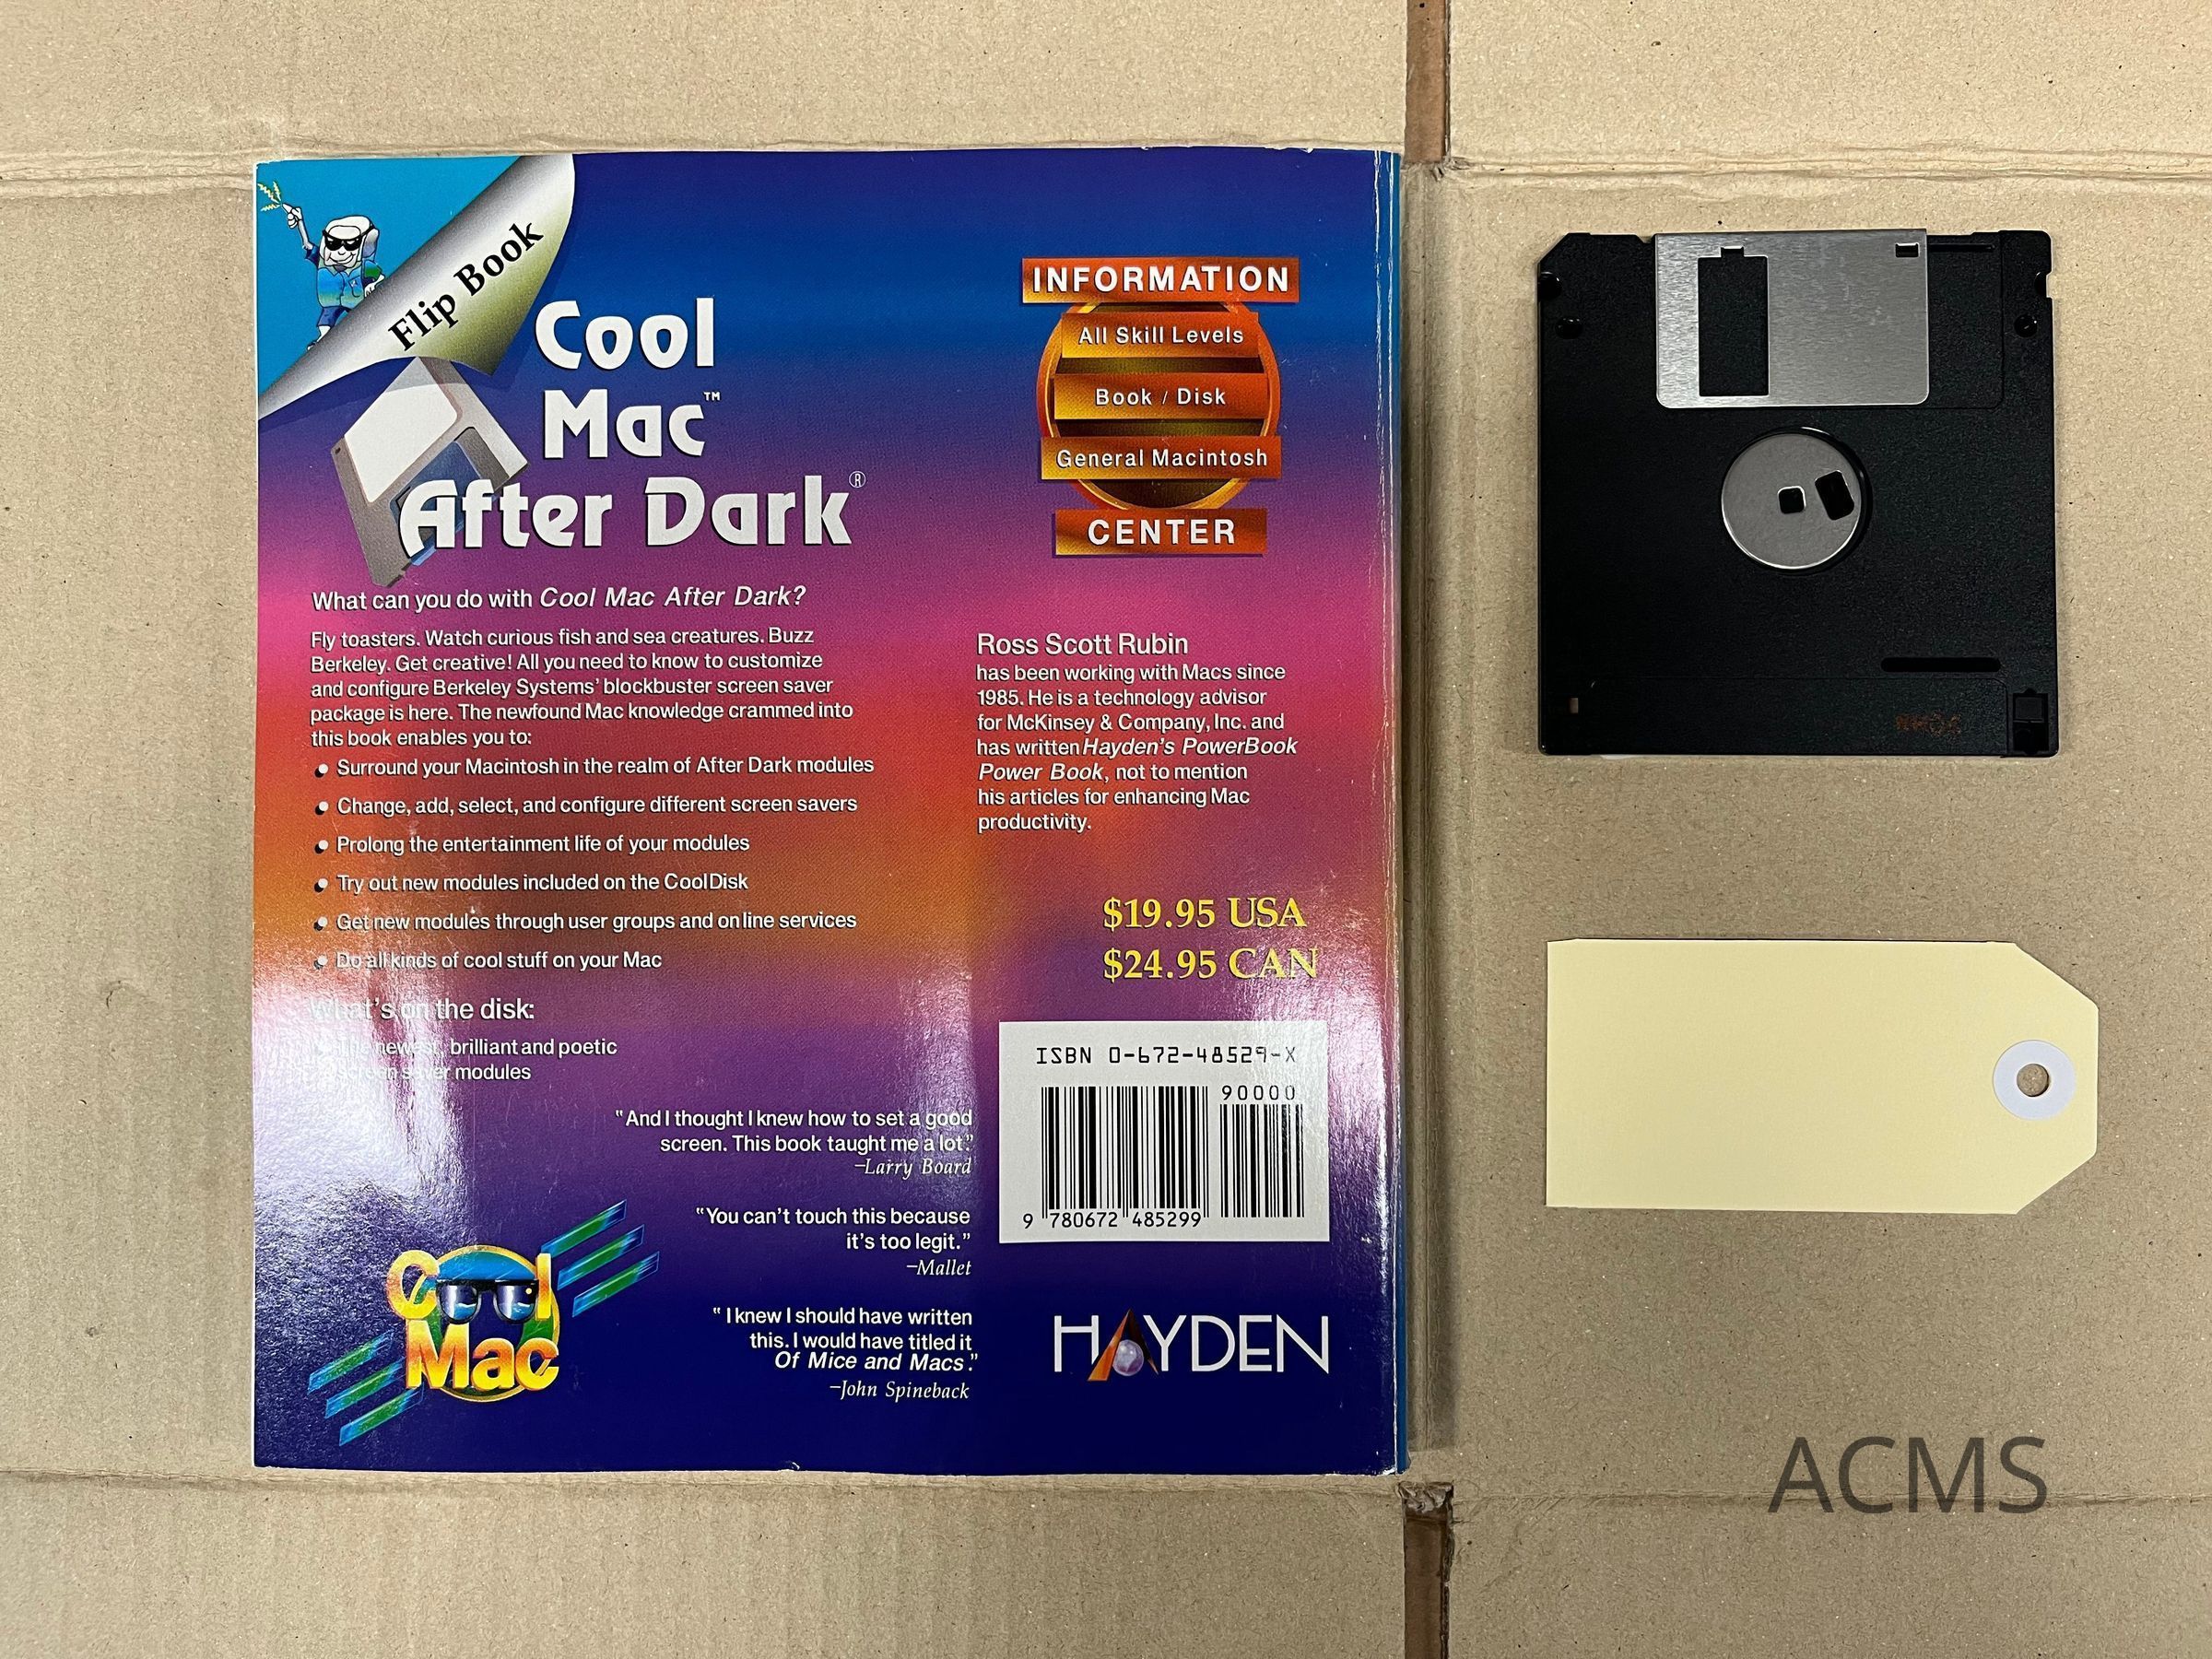 Flip Book
Cool
Mac™
After Dark®
What can you do with Cool Mac After Dark?
Fly toasters. Watch curious fish and sea creatures. Buzz
Berkeley. Get creative! All you need to know to customize
and configure Berkeley Systems' blockbuster screen saver
package is here. The newfound Mac knowledge crammed into
this book enables you to:
• Surround your Macintosh in the realm of After Dark modules
• Change, add, select, and configure different screen savers
• Prolong the entertainment life of your modules
• Try out new modules included on the CoolDisk
• Get new modules through user groups and on line services
• Do all kinds of cool stuff on your Mac
What's on the disk:
The newest, brilliant and poetic
screen saver modules
"And I thought I knew how to set a good
screen. This book taught me a lot."
–Larry Board
"You can't touch this because
it's too legit."
–Mallet
"I knew I should have written
this. I would have titled it
Of Mice and Macs."
–John Spineback
Cool
Mac
INFORMATION
All Skill Levels
Book / Disk
General Macintosh
CENTER
Ross Scott Rubin
has been working with Macs since
1985. He is a technology advisor
for McKinsey & Company, Inc. and
has written Hayden's PowerBook
Power Book, not to mention
his articles for enhancing Mac
productivity.
$19.95 USA
$24.95 CAN
ISBN 0-672-48529-X
90000
9 780672 485299
HAYDEN
ACMS